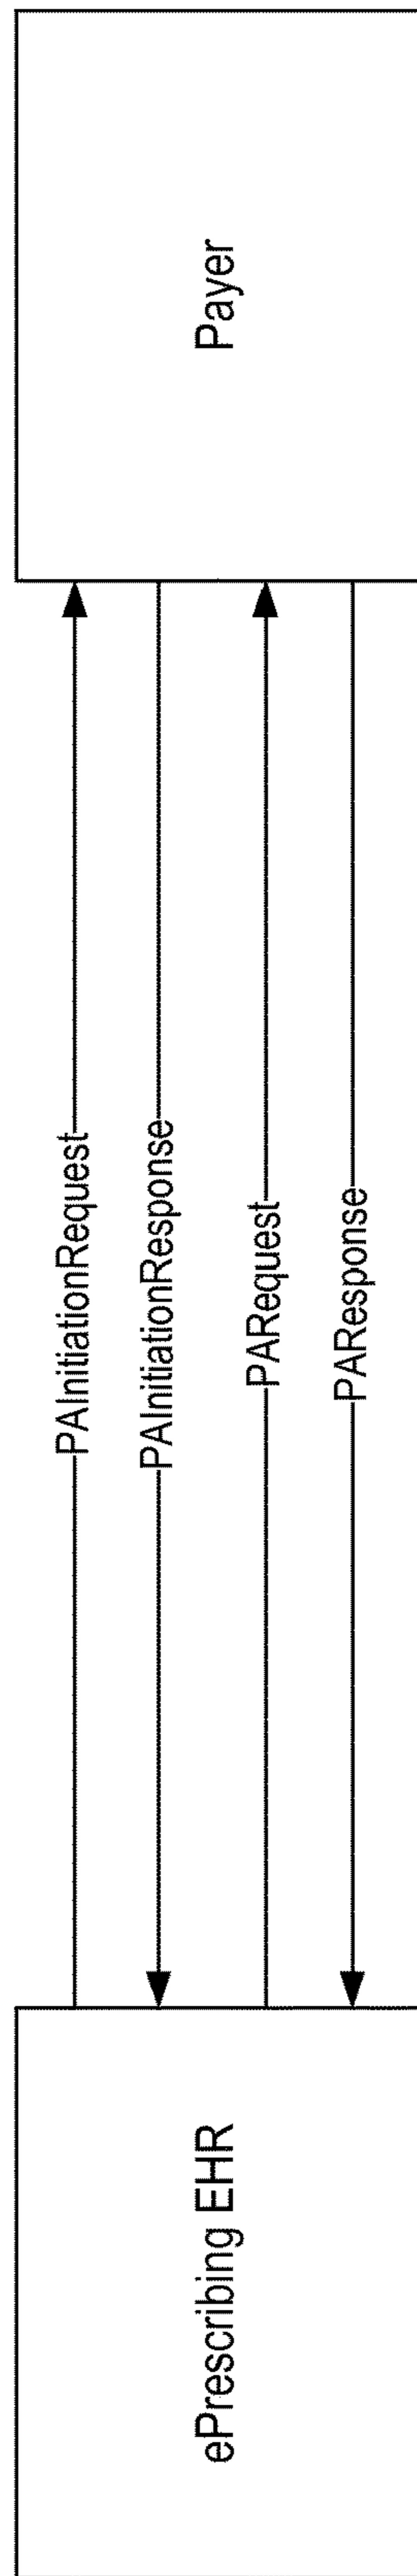 ePrescribing EHR
PAInitiationRequest
PAInitiationResponse
PARequest
PAResponse
Payer